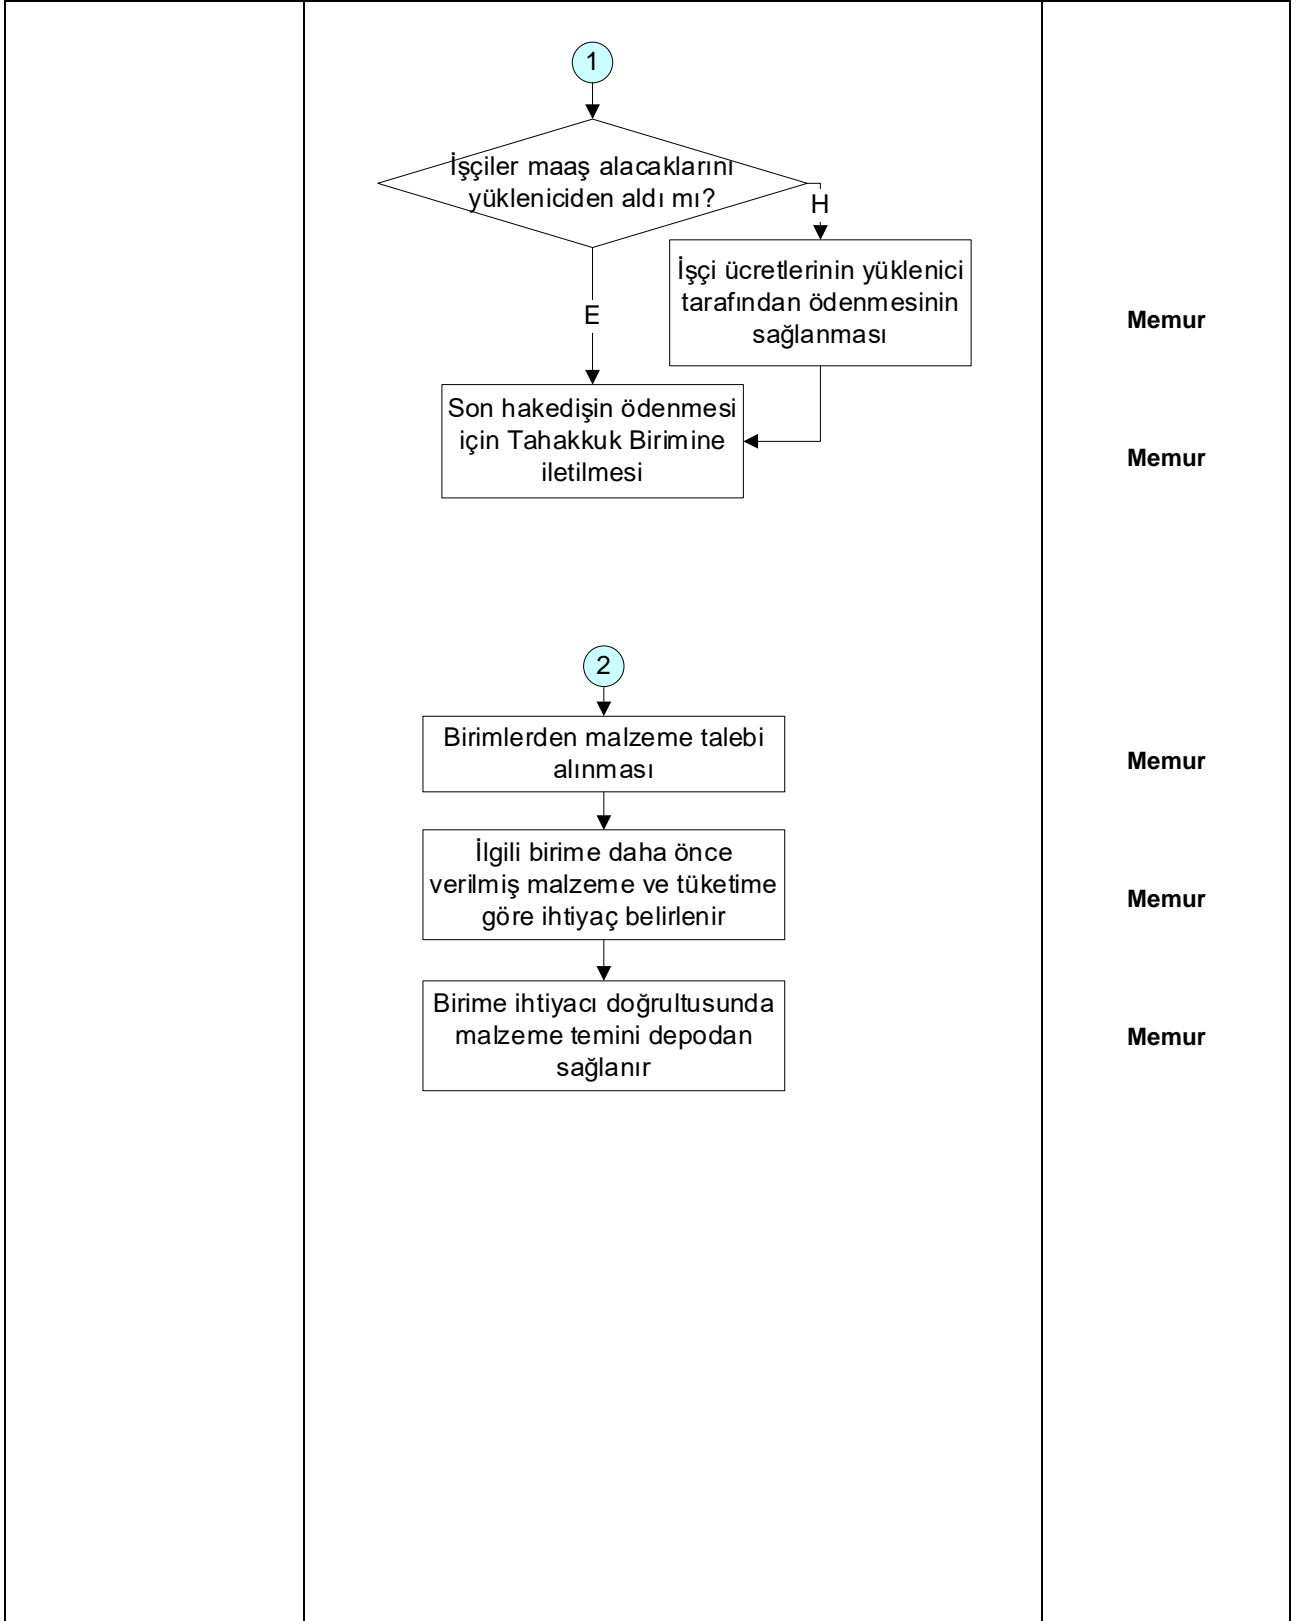 1
İşçiler maaş alacaklarını
yükleniciden aldı mı?
H
İşçi ücretlerinin yüklenici
tarafından ödenmesinin
sağlanması
E
Memur
Son hakedişin ödenmesi
için Tahakkuk Birimine
iletilmesi
Memur
2
Birimlerden malzeme talebi
alınması
Memur
İlgili birime daha önce
verilmiş malzeme ve tüketime
göre ihtiyaç belirlenir
Memur
Birime ihtiyacı doğrultusunda
malzeme temini depodan
sağlanır
Memur